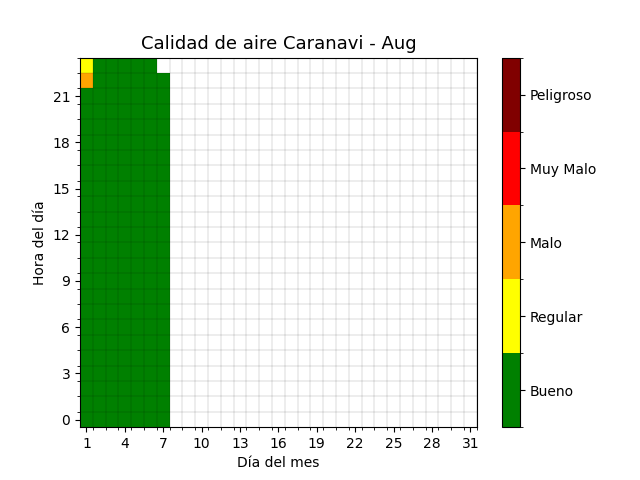 Calidad de aire Caranavi - Aug
Hora del día
21
18
15
12
9
6
3
0
1 4 7 10 13 16 19 22 25 28 31
Día del mes
Peligroso
Muy Malo
Malo
Regular
Bueno